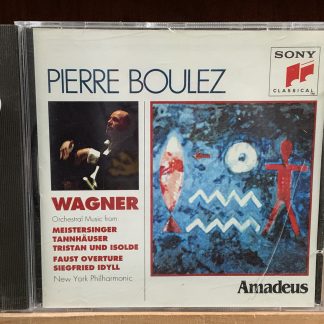 SONY
CLASSICAL
PIERRE BOULEZ
WAGNER
Orchestral Music from
MEISTERSINGER
TANNHÄUSER
TRISTAN UND ISOLDE
FAUST OVERTURE
SIEGFRIED IDYLL
New York Philharmonic
Amadeus